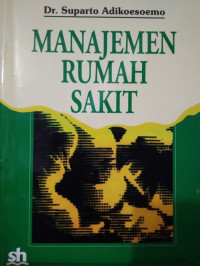 Dr. Suparto Adikoesoemo
MANAJEMEN
RUMAH
SAKIT
sh